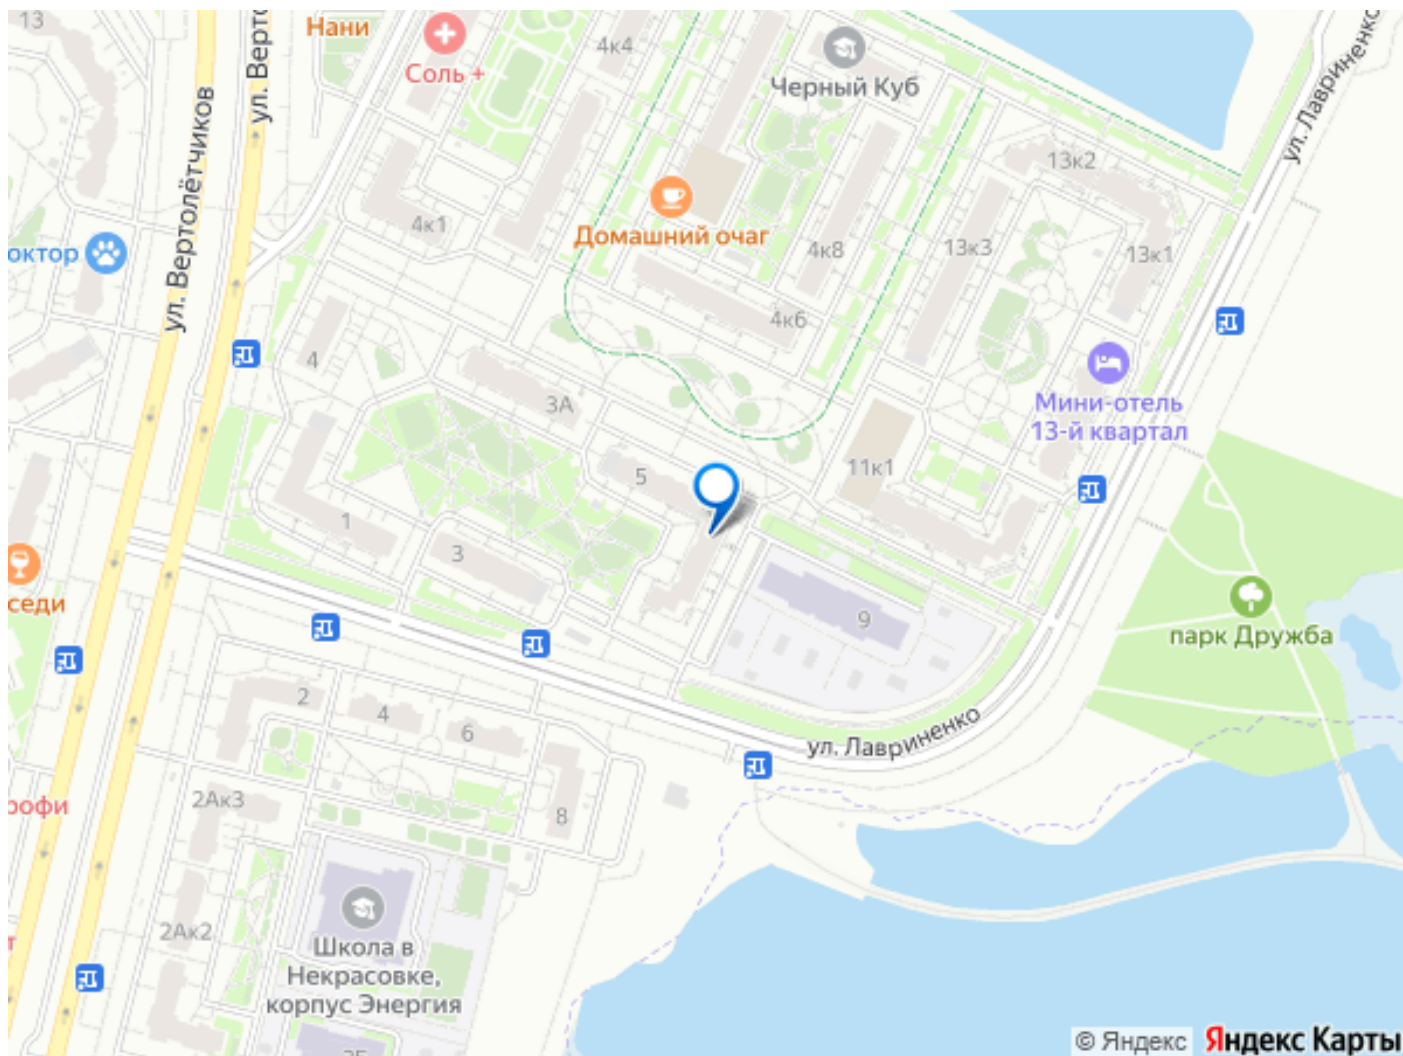 13
Нани
ул. Верто
4к4
Соль +
Черный Куб
ул. Лавриненко
ул. Вертолётчиков
13к2
4к1
Домашний очаг
4к8
13к3
13к1
октор
4к6
4
3А
Мини-отель
13-й квартал
5
11к1
1
3
седи
9
парк Дружба
2
4
6
ул. Лавриненко
2Ак3
рофи
8
2Ак2
т
Школа в
Некрасовке,
корпус Энергия
© Яндекс Яндекс Карты